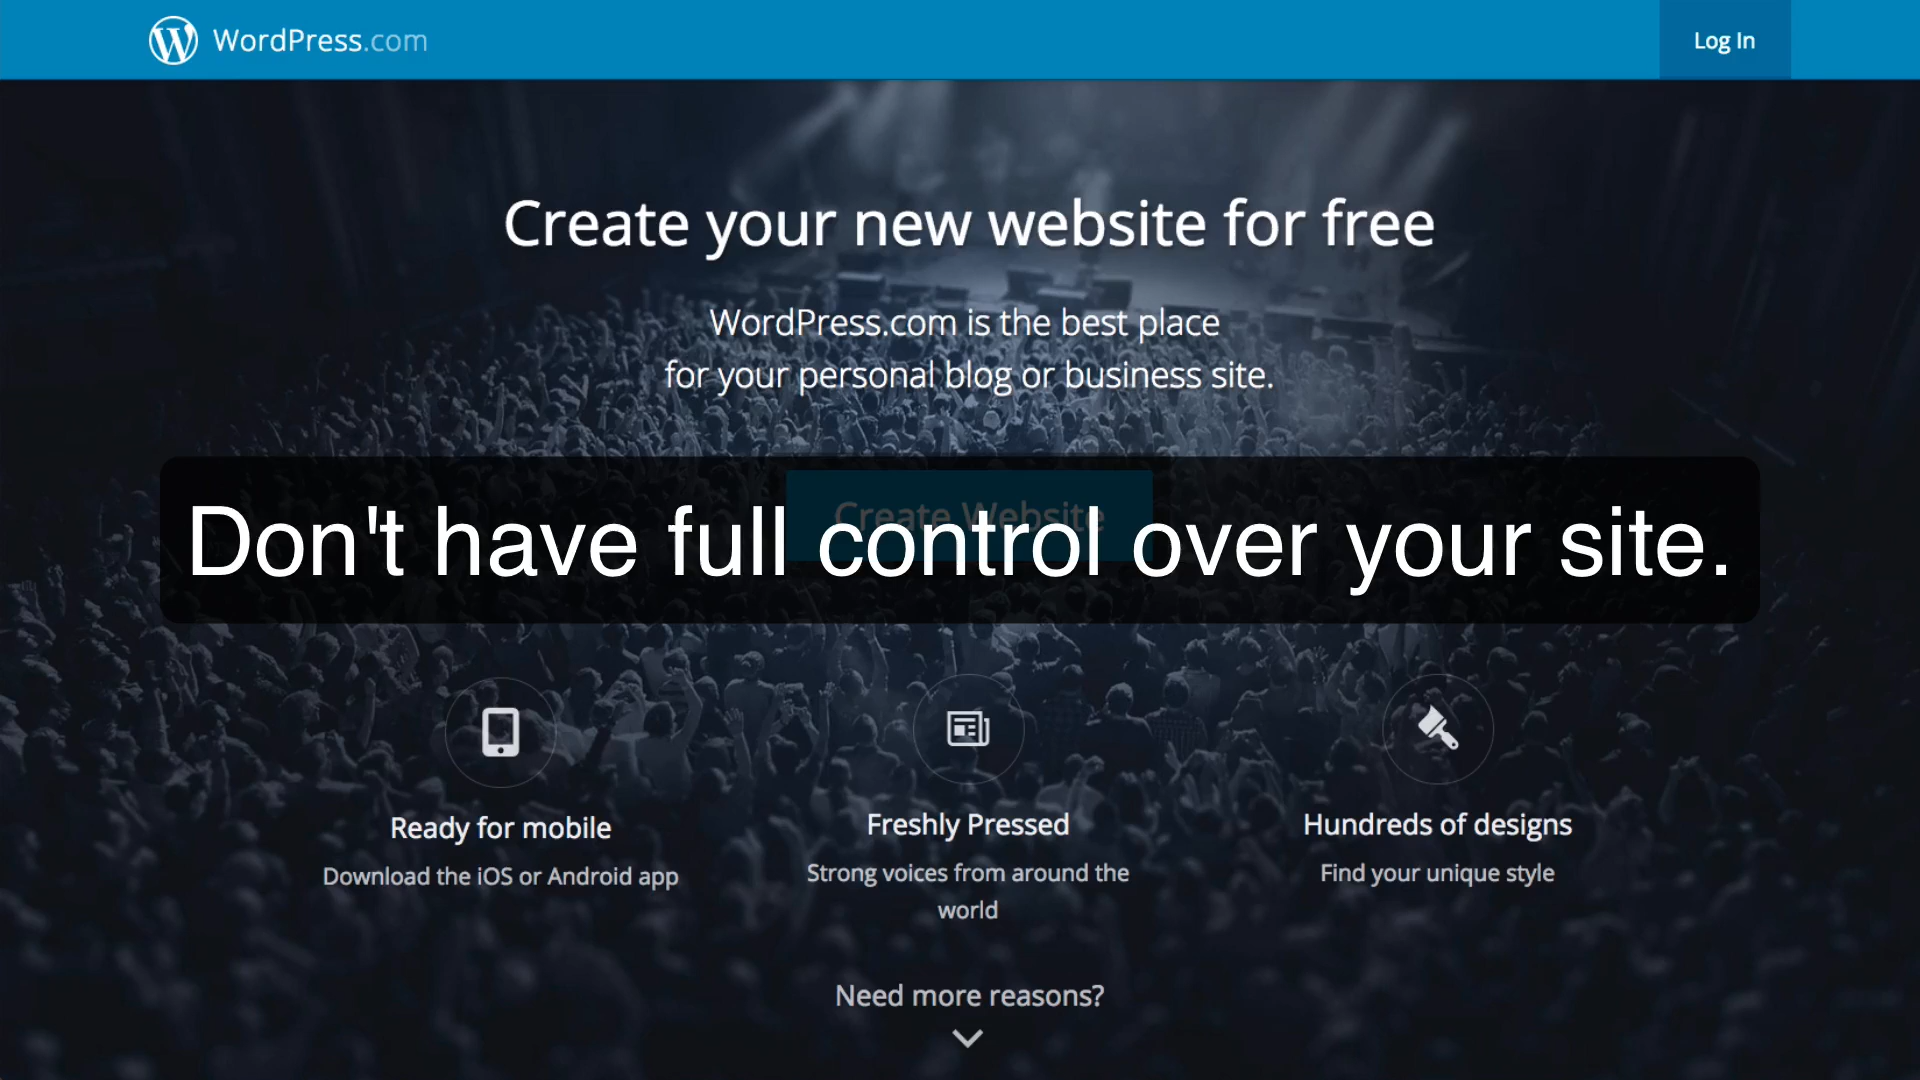 WordPress.com
Log In
Create your new website for free
WordPress.com is the best place
for your personal blog or business site.
Create Website
Don't have full control over your site.
Ready for mobile
Download the iOS or Android app
Freshly Pressed
Strong voices from around the
world
Hundreds of designs
Find your unique style
Need more reasons?